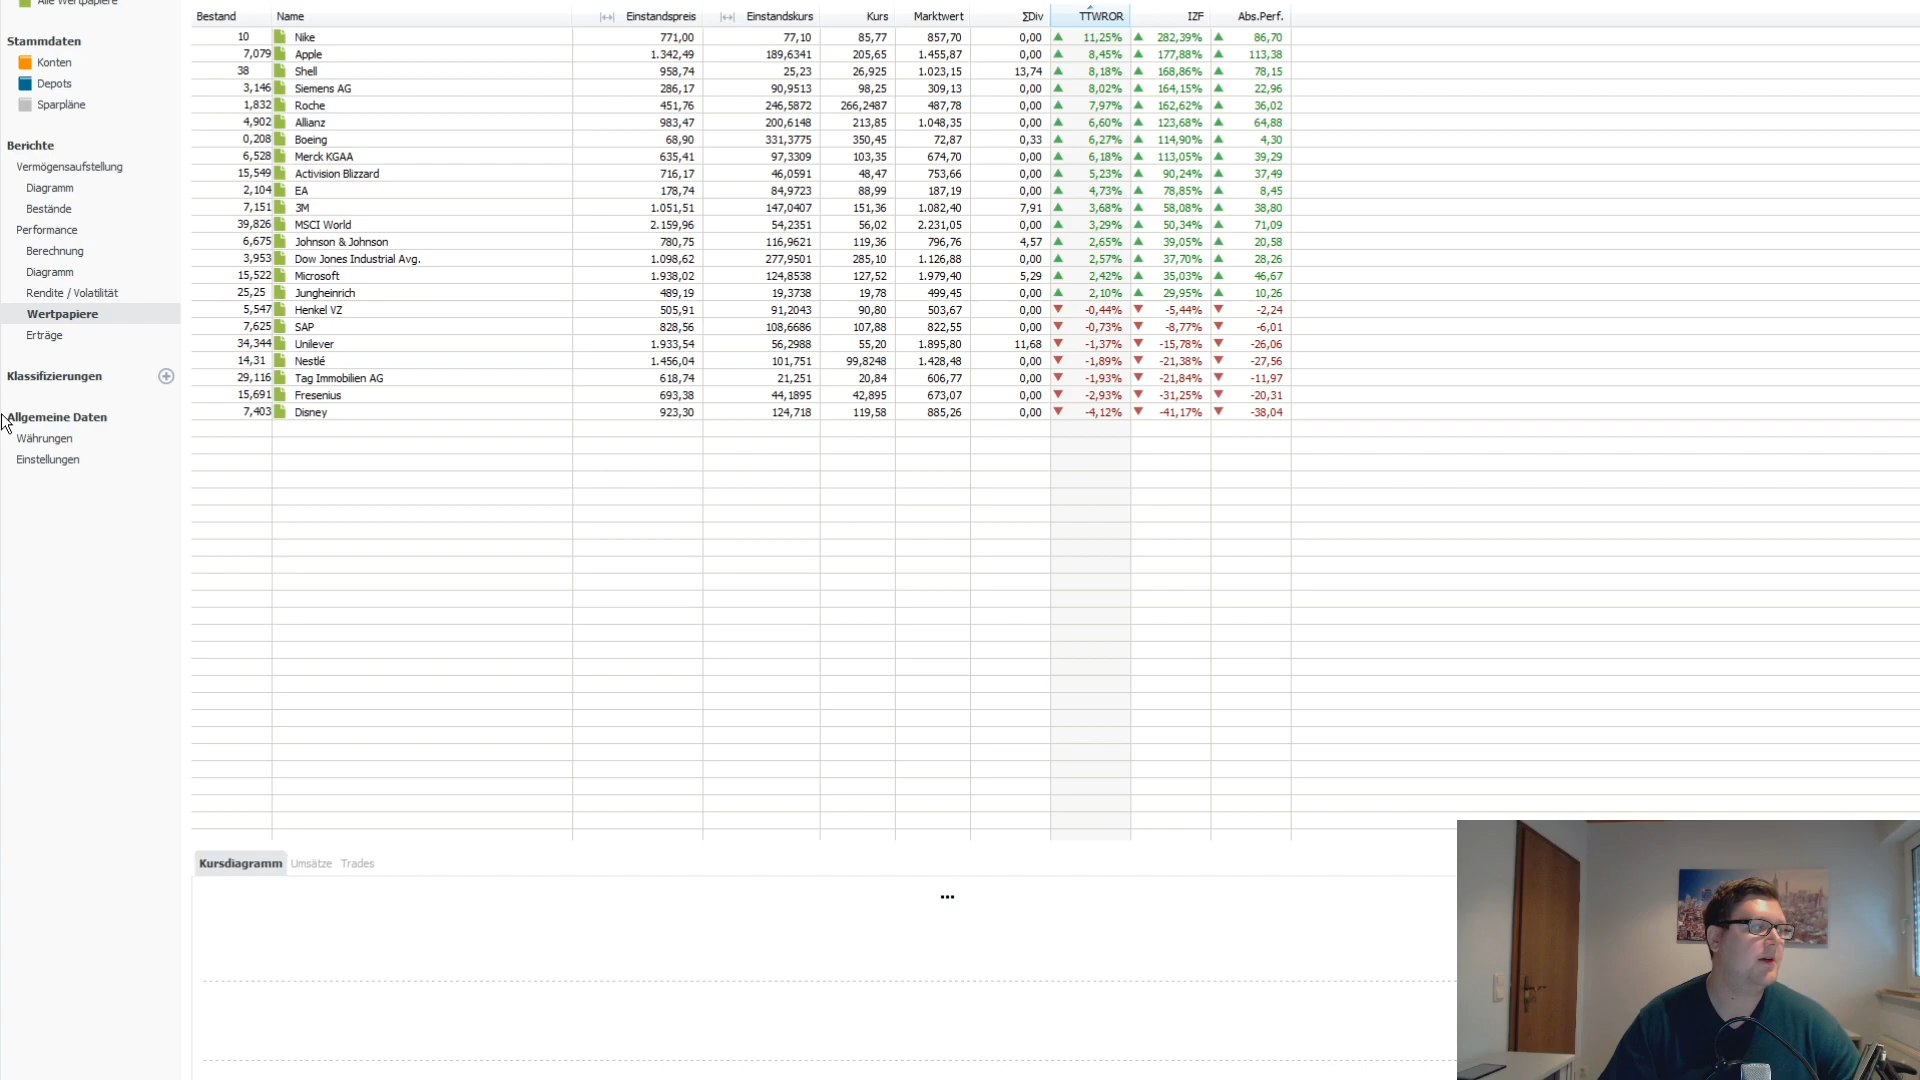 Alle Wertpapiere
Stammdaten
Konten
Depots
Sparpläne
Berichte
Vermögensaufstellung
Diagramm
Bestände
Performance
Berechnung
Diagramm
Rendite / Volatilität
Wertpapiere
Erträge
Klassifizierungen
Allgemeine Daten
Währungen
Einstellungen
Bestand Name Einstandspreis Einstandskurs Kurs Marktwert ΣDiv TTWROR IZF Abs.Perf.
10 Nike 771,00 77,10 85,77 857,70 0,00 11,25% 282,39% 86,70
7,079 Apple 1.342,49 189,6341 205,65 1.455,87 0,00 8,45% 177,88% 113,38
38 Shell 958,74 25,23 26,925 1.023,15 13,74 8,18% 168,86% 78,15
3,146 Siemens AG 286,17 90,9513 98,25 309,13 0,00 8,02% 164,15% 22,96
1,832 Roche 451,76 246,5872 266,2487 487,78 0,00 7,97% 162,62% 36,02
4,902 Allianz 983,47 200,6148 213,85 1.048,35 0,00 6,60% 123,68% 64,88
0,208 Boeing 68,90 331,3775 350,45 72,87 0,33 6,27% 114,90% 4,30
6,528 Merck KGAA 635,41 97,3309 103,35 674,70 0,00 6,18% 113,05% 39,29
15,549 Activision Blizzard 716,17 46,0591 48,47 753,66 0,00 5,23% 90,24% 37,49
2,104 EA 178,74 84,9723 88,99 187,19 0,00 4,73% 78,85% 8,45
7,151 3M 1.051,51 147,0407 151,36 1.082,40 7,91 3,68% 58,08% 38,80
39,826 MSCI World 2.159,96 54,2351 56,02 2.231,05 0,00 3,29% 50,34% 71,09
6,675 Johnson & Johnson 780,75 116,9621 119,36 796,76 4,57 2,65% 39,05% 20,58
3,953 Dow Jones Industrial Avg. 1.098,62 277,9501 285,10 1.126,88 0,00 2,57% 37,70% 28,26
15,522 Microsoft 1.938,02 124,8538 127,52 1.979,40 5,29 2,42% 35,03% 46,67
25,25 Jungheinrich 489,19 19,3738 19,78 499,45 0,00 2,10% 29,95% 10,26
5,547 Henkel VZ 505,91 91,2043 90,80 503,67 0,00 -0,44% -5,44% -2,24
7,625 SAP 828,56 108,6686 107,88 822,55 0,00 -0,73% -8,77% -6,01
34,344 Unilever 1.933,54 56,2988 55,20 1.895,80 11,68 -1,37% -15,78% -26,06
14,31 Nestlé 1.456,04 101,751 99,8248 1.428,48 0,00 -1,89% -21,38% -27,56
29,116 Tag Immobilien AG 618,74 21,251 20,84 606,77 0,00 -1,93% -21,84% -11,97
15,691 Fresenius 693,38 44,1895 42,895 673,07 0,00 -2,93% -31,25% -20,31
7,403 Disney 923,30 124,718 119,58 885,26 0,00 -4,12% -41,17% -38,04
Kursdiagramm Umsätze Trades
...